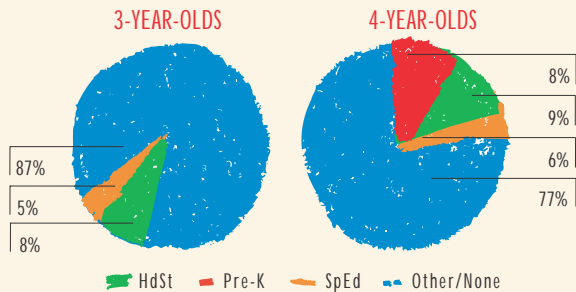 3-YEAR-OLDS
87%
5%
8%
4-YEAR-OLDS
8%
9%
6%
77%
HdSt Pre-K SpEd Other/None